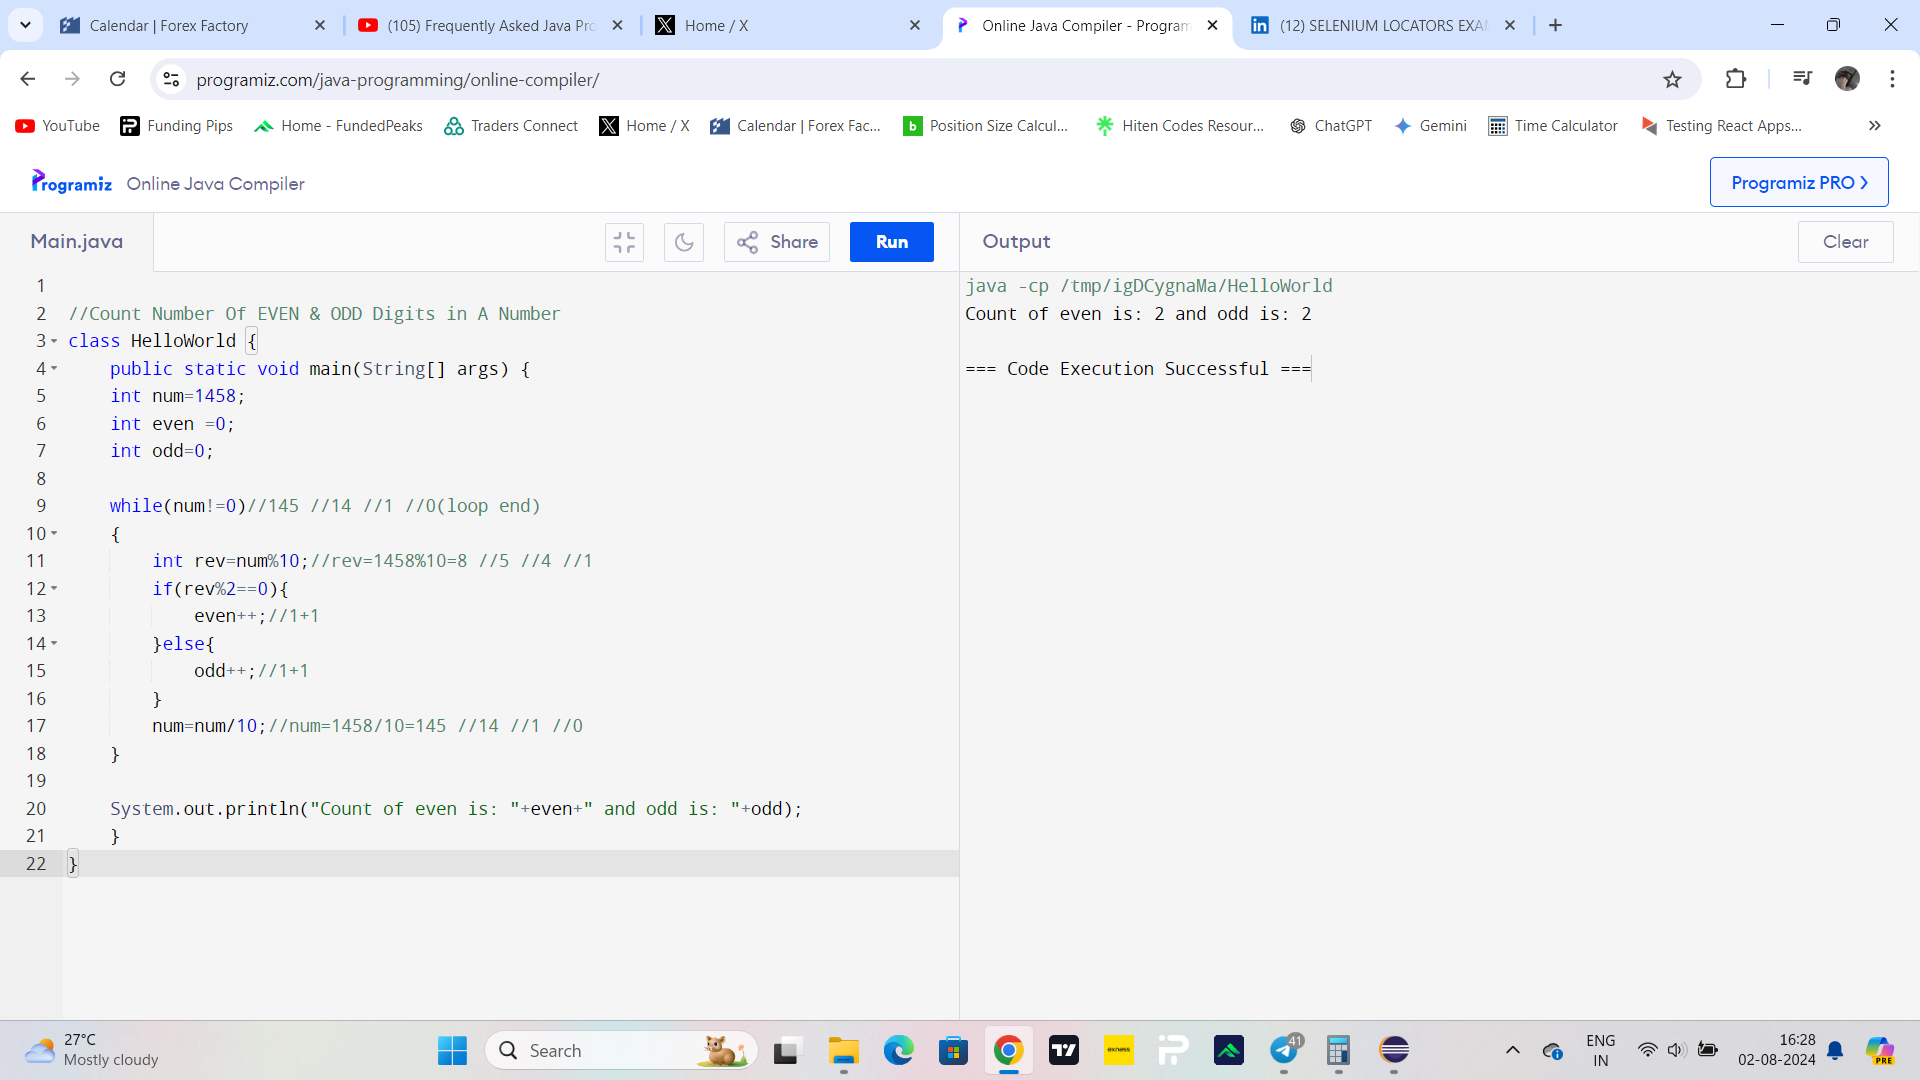 Calendar | Forex Factory
(105) Frequently Asked Java Pro
Home / X
Online Java Compiler - Program
(12) SELENIUM LOCATORS EXA
programiz.com/java-programming/online-compiler/
YouTube
Funding Pips
Home - FundedPeaks
Traders Connect
Home / X
Calendar | Forex Fac...
Position Size Calcul...
Hiten Codes Resour...
ChatGPT
Gemini
Time Calculator
Testing React Apps...
Programiz
Online Java Compiler
Programiz PRO
Main.java
Share
Run
Output
Clear
1
2 //Count Number Of EVEN & ODD Digits in A Number
3 class HelloWorld {
4 public static void main(String[] args) {
5 int num=1458;
6 int even =0;
7 int odd=0;
8
9 while(num!=0)//145 //14 //1 //0(loop end)
10 {
11 int rev=num%10;//rev=1458%10=8 //5 //4 //1
12 if(rev%2==0){
13 even++;//1+1
14 }else{
15 odd++;//1+1
16 }
17 num=num/10;//num=1458/10=145 //14 //1 //0
18 }
19
20 System.out.println("Count of even is: "+even+" and odd is: "+odd);
21 }
22 }
java -cp /tmp/igDCygnaMa/HelloWorld
Count of even is: 2 and odd is: 2
=== Code Execution Successful ===
27°C
Mostly cloudy
Search
exness
41
ENG
IN
16:28
02-08-2024
PRE